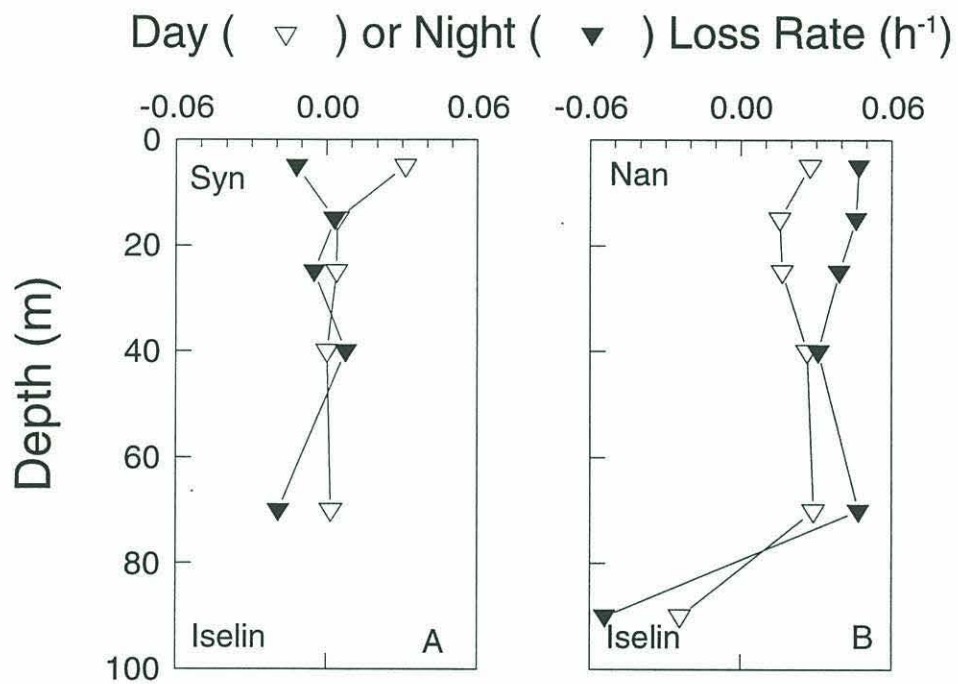 Day ( ▽ ) or Night ( ▼ ) Loss Rate (h⁻¹)
-0.06 0.00 0.06 -0.06 0.00 0.06
0
Syn Nan
20
40
Depth (m)
60
80
Iselin A Iselin B
100